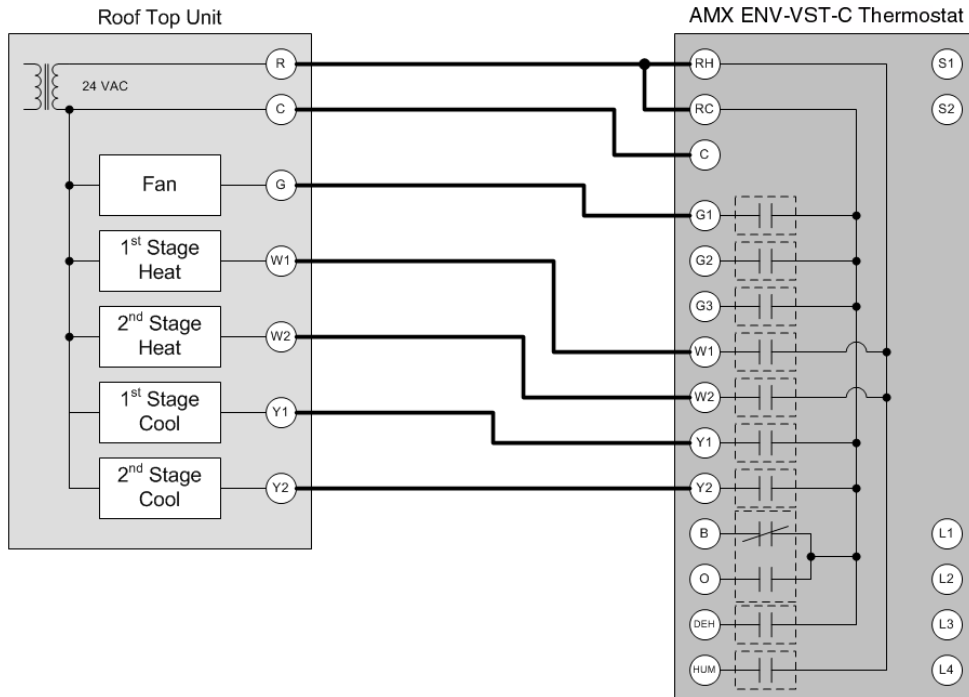 Roof Top Unit
AMX ENV-VST-C Thermostat
24 VAC
R
C
Fan
G
1st Stage
Heat
W1
2nd Stage
Heat
W2
1st Stage
Cool
Y1
2nd Stage
Cool
Y2
RH
RC
C
G1
G2
G3
W1
W2
Y1
Y2
B
O
DEH
HUM
S1
S2
L1
L2
L3
L4